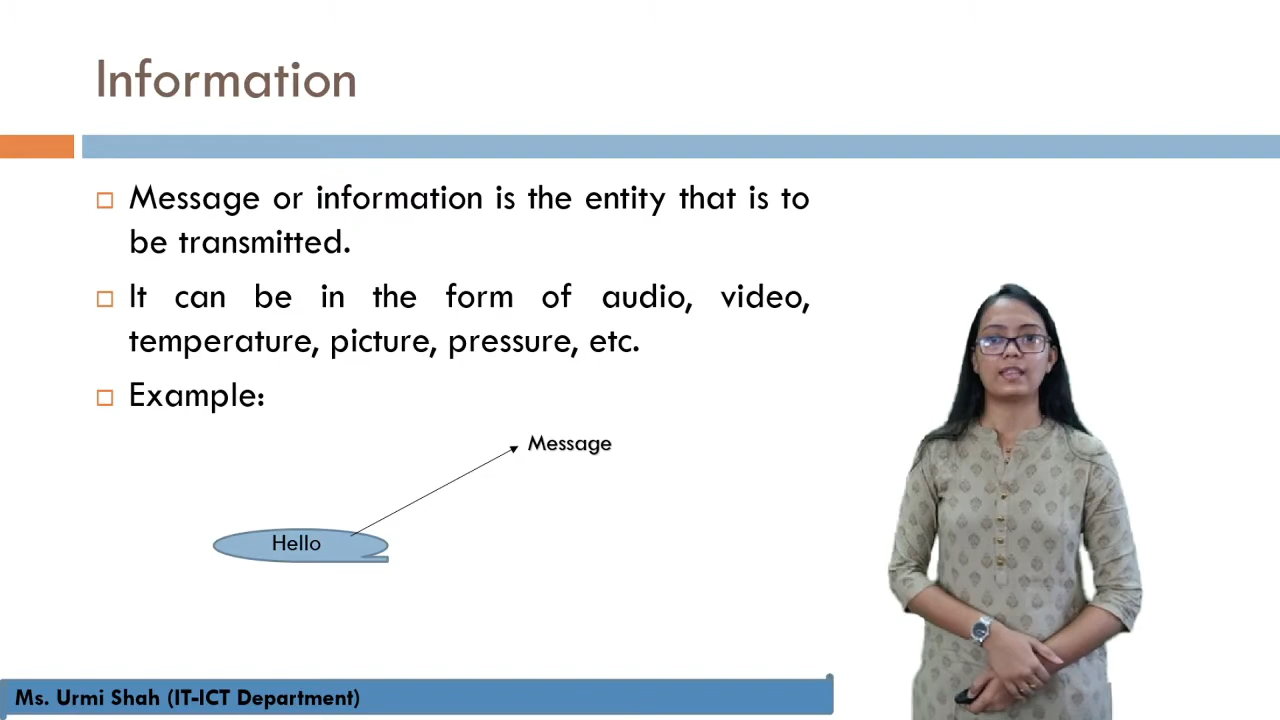 Information
Message or information is the entity that is to
be transmitted.
It can be in the form of audio, video,
temperature, picture, pressure, etc.
Example:
Message
Hello
Ms. Urmi Shah (IT-ICT Department)